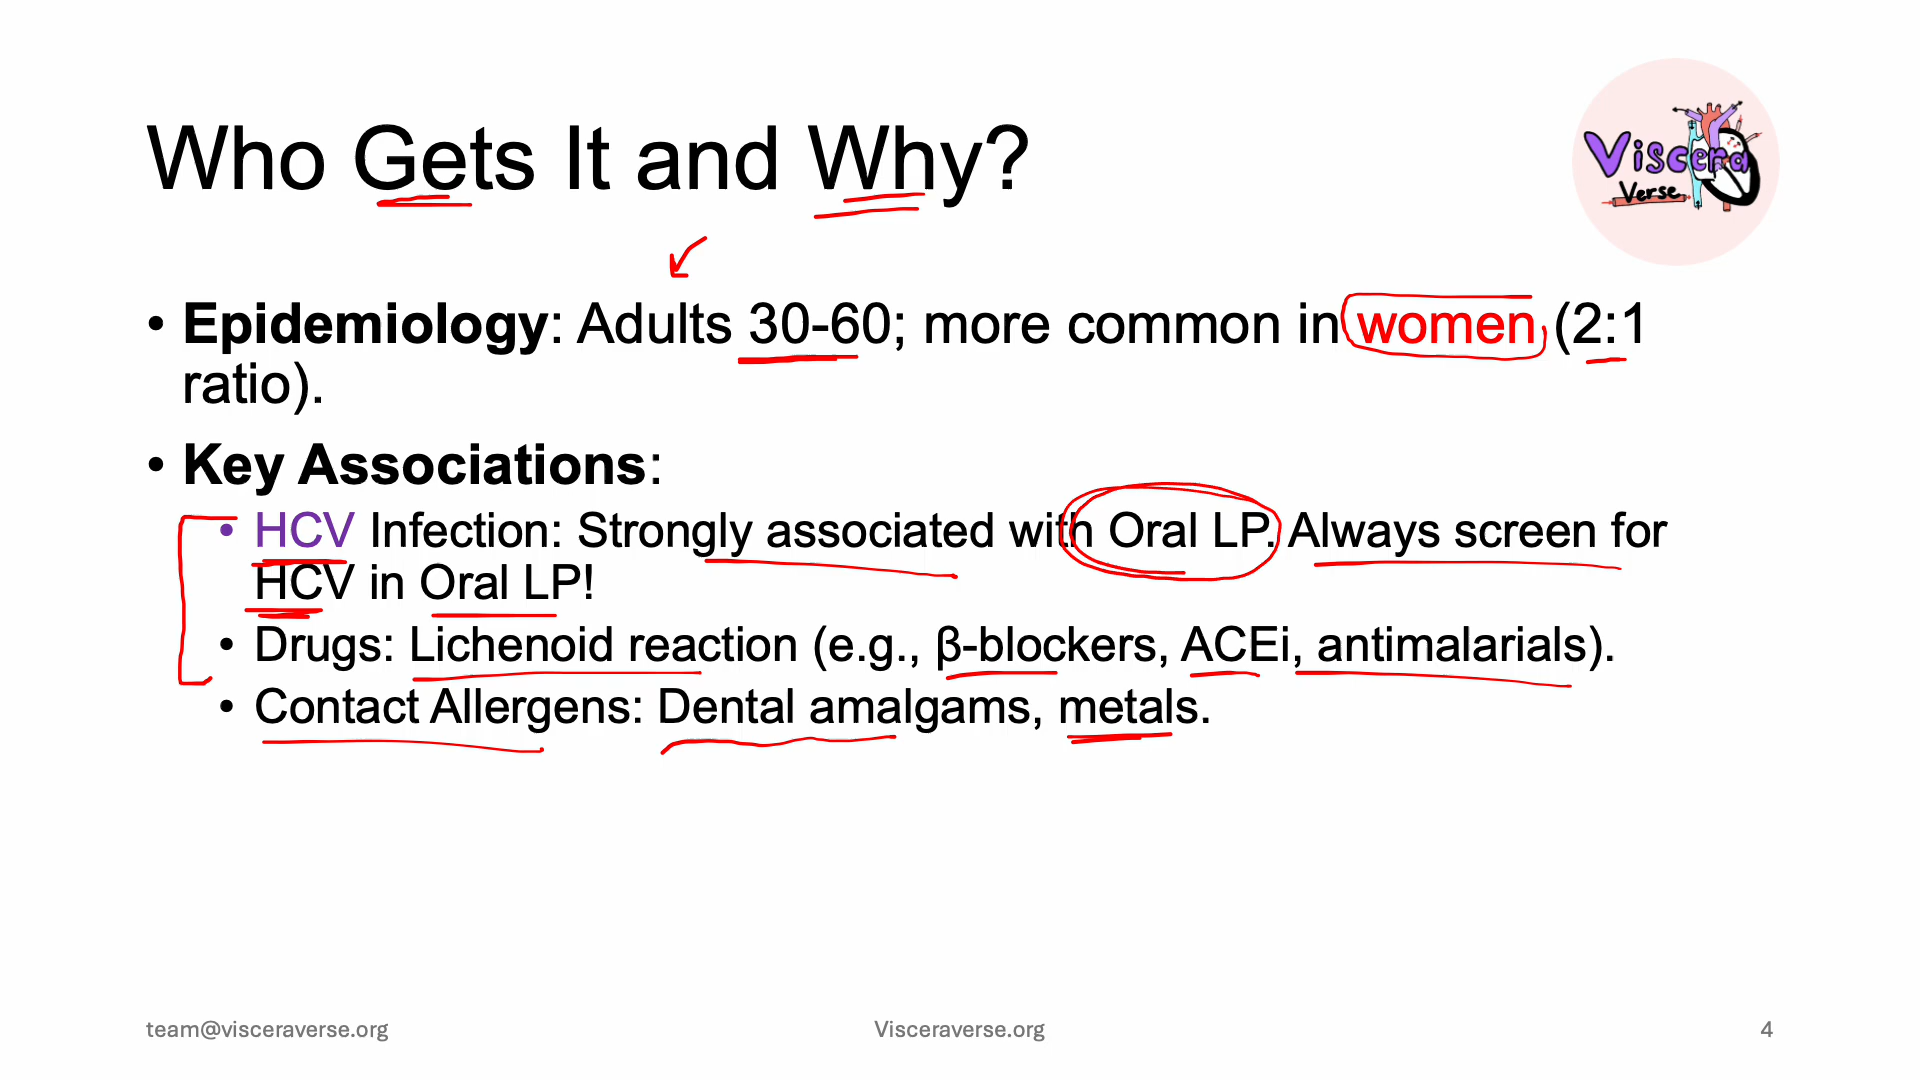 Who Gets It and Why?
Viscera
Verse
• Epidemiology: Adults 30-60; more common in women (2:1
ratio).
• Key Associations:
• HCV Infection: Strongly associated with Oral LP. Always screen for
HCV in Oral LP!
• Drugs: Lichenoid reaction (e.g., β-blockers, ACEi, antimalarials).
• Contact Allergens: Dental amalgams, metals.
team@visceraverse.org
Visceraverse.org
4